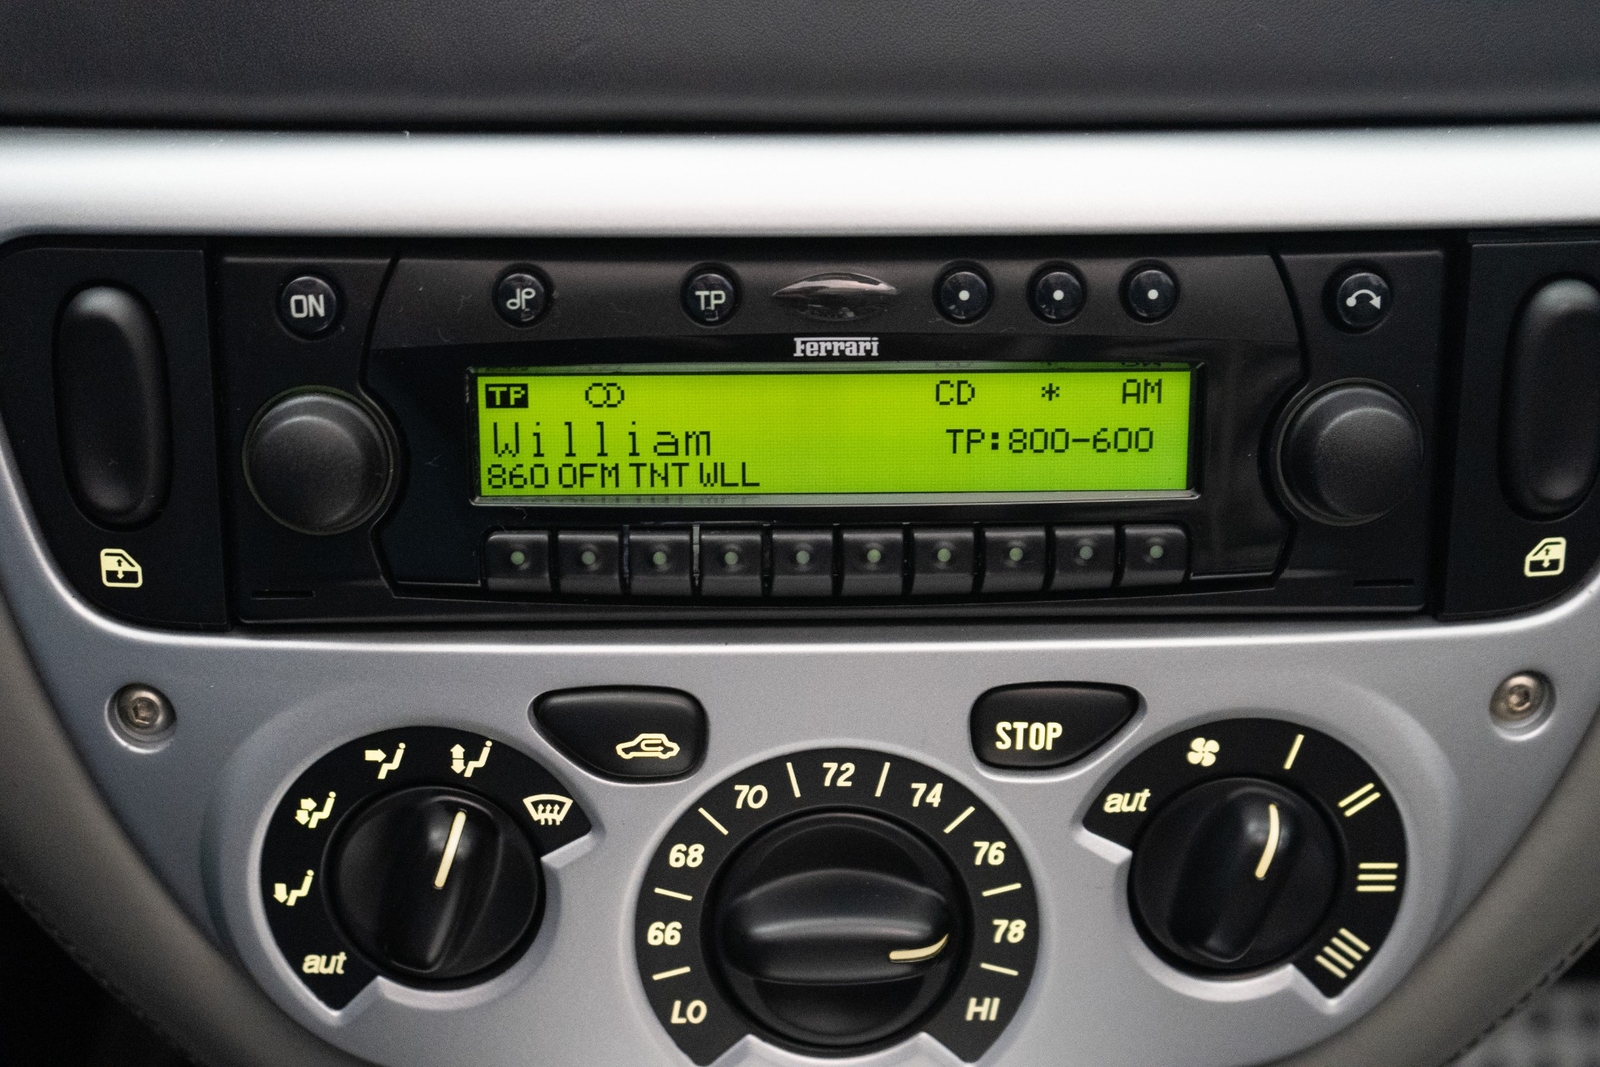 ON
TP
Ferrari
TP CD * AM
William TP:800-600
860 OFM TNT WLL
STOP
aut
LO 66 68 70 72 74 76 78 HI
aut